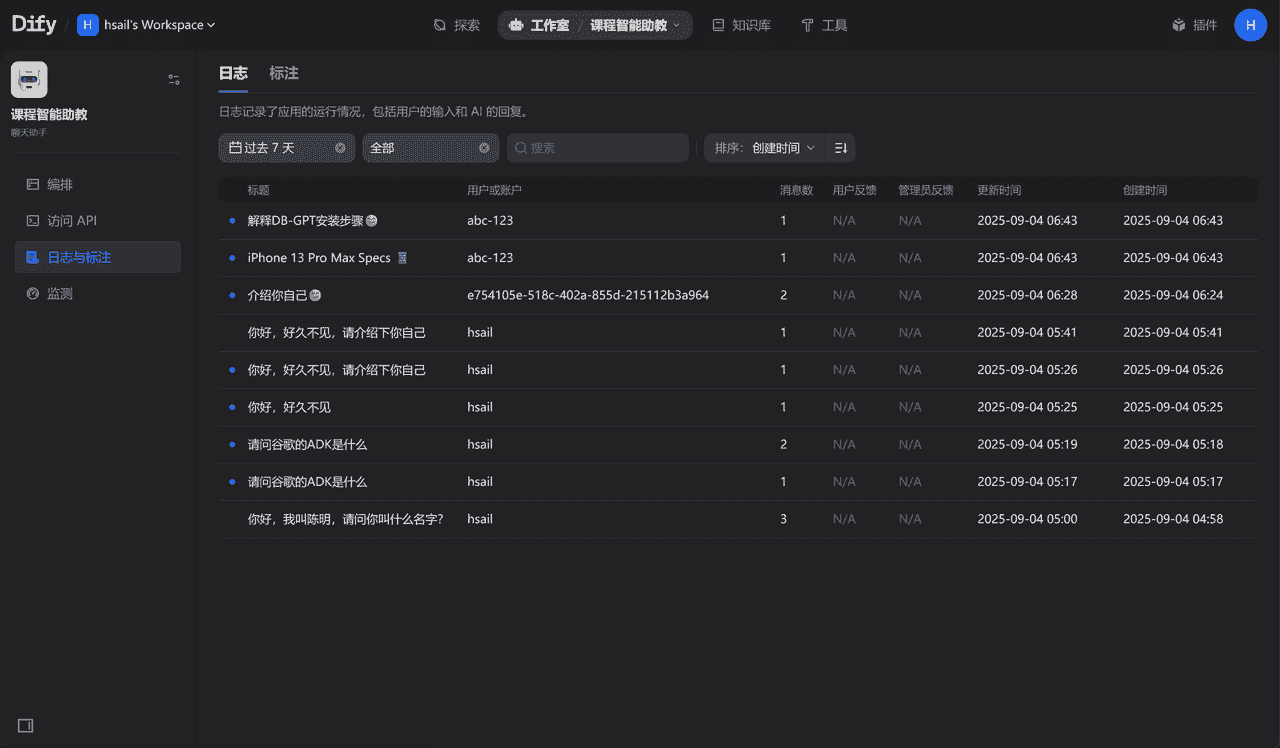 Dify / H hsail's Workspace 探索 工作室 / 课程智能助教 知识库 工具 插件 H
课程智能助教
聊天助手
编排
访问 API
日志与标注
监测
日志 标注
日志记录了应用的运行情况，包括用户的输入和 AI 的回复。
过去 7 天 全部 搜索 排序： 创建时间
标题 用户或账户 消息数 用户反馈 管理员反馈 更新时间 创建时间
解释DB-GPT安装步骤 abc-123 1 N/A N/A 2025-09-04 06:43 2025-09-04 06:43
iPhone 13 Pro Max Specs abc-123 1 N/A N/A 2025-09-04 06:43 2025-09-04 06:43
介绍你自己 e754105e-518c-402a-855d-215112b3a964 2 N/A N/A 2025-09-04 06:28 2025-09-04 06:24
你好，好久不见，请介绍下你自己 hsail 1 N/A N/A 2025-09-04 05:41 2025-09-04 05:41
你好，好久不见，请介绍下你自己 hsail 1 N/A N/A 2025-09-04 05:26 2025-09-04 05:26
你好，好久不见 hsail 1 N/A N/A 2025-09-04 05:25 2025-09-04 05:25
请问谷歌的ADK是什么 hsail 2 N/A N/A 2025-09-04 05:19 2025-09-04 05:18
请问谷歌的ADK是什么 hsail 1 N/A N/A 2025-09-04 05:17 2025-09-04 05:17
你好，我叫陈明，请问你叫什么名字？ hsail 3 N/A N/A 2025-09-04 05:00 2025-09-04 04:58